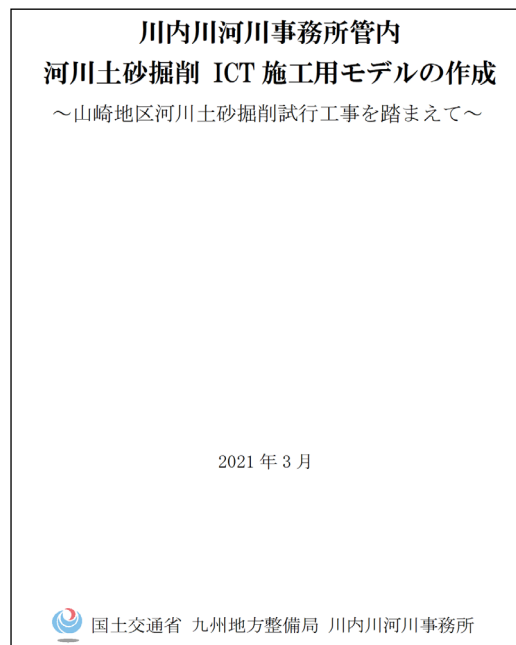 川内川河川事務所管内
河川土砂掘削 ICT 施工用モデルの作成
～山崎地区河川土砂掘削試行工事を踏まえて～
2021 年 3 月
国土交通省 九州地方整備局 川内川河川事務所